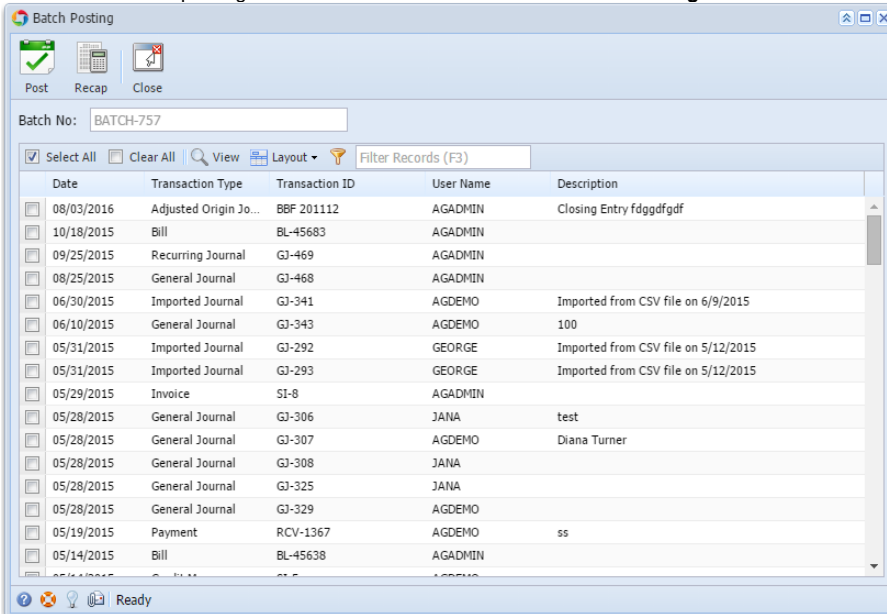 Batch Posting
Post Recap Close
Batch No: BATCH-757
Select All Clear All View Layout Filter Records (F3)
Date Transaction Type Transaction ID User Name Description
08/03/2016 Adjusted Origin Jo... BBF 201112 AGADMIN Closing Entry fdggdfgdf
10/18/2015 Bill BL-45683 AGADMIN
09/25/2015 Recurring Journal GJ-469 AGADMIN
08/25/2015 General Journal GJ-468 AGADMIN
06/30/2015 Imported Journal GJ-341 AGDEMO Imported from CSV file on 6/9/2015
06/10/2015 General Journal GJ-343 AGDEMO 100
05/31/2015 Imported Journal GJ-292 GEORGE Imported from CSV file on 5/12/2015
05/31/2015 Imported Journal GJ-293 GEORGE Imported from CSV file on 5/12/2015
05/29/2015 Invoice SI-8 AGADMIN
05/28/2015 General Journal GJ-306 JANA test
05/28/2015 General Journal GJ-307 AGDEMO Diana Turner
05/28/2015 General Journal GJ-308 JANA
05/28/2015 General Journal GJ-325 JANA
05/28/2015 General Journal GJ-329 AGDEMO
05/19/2015 Payment RCV-1367 AGDEMO ss
05/14/2015 Bill BL-45638 AGADMIN
Ready